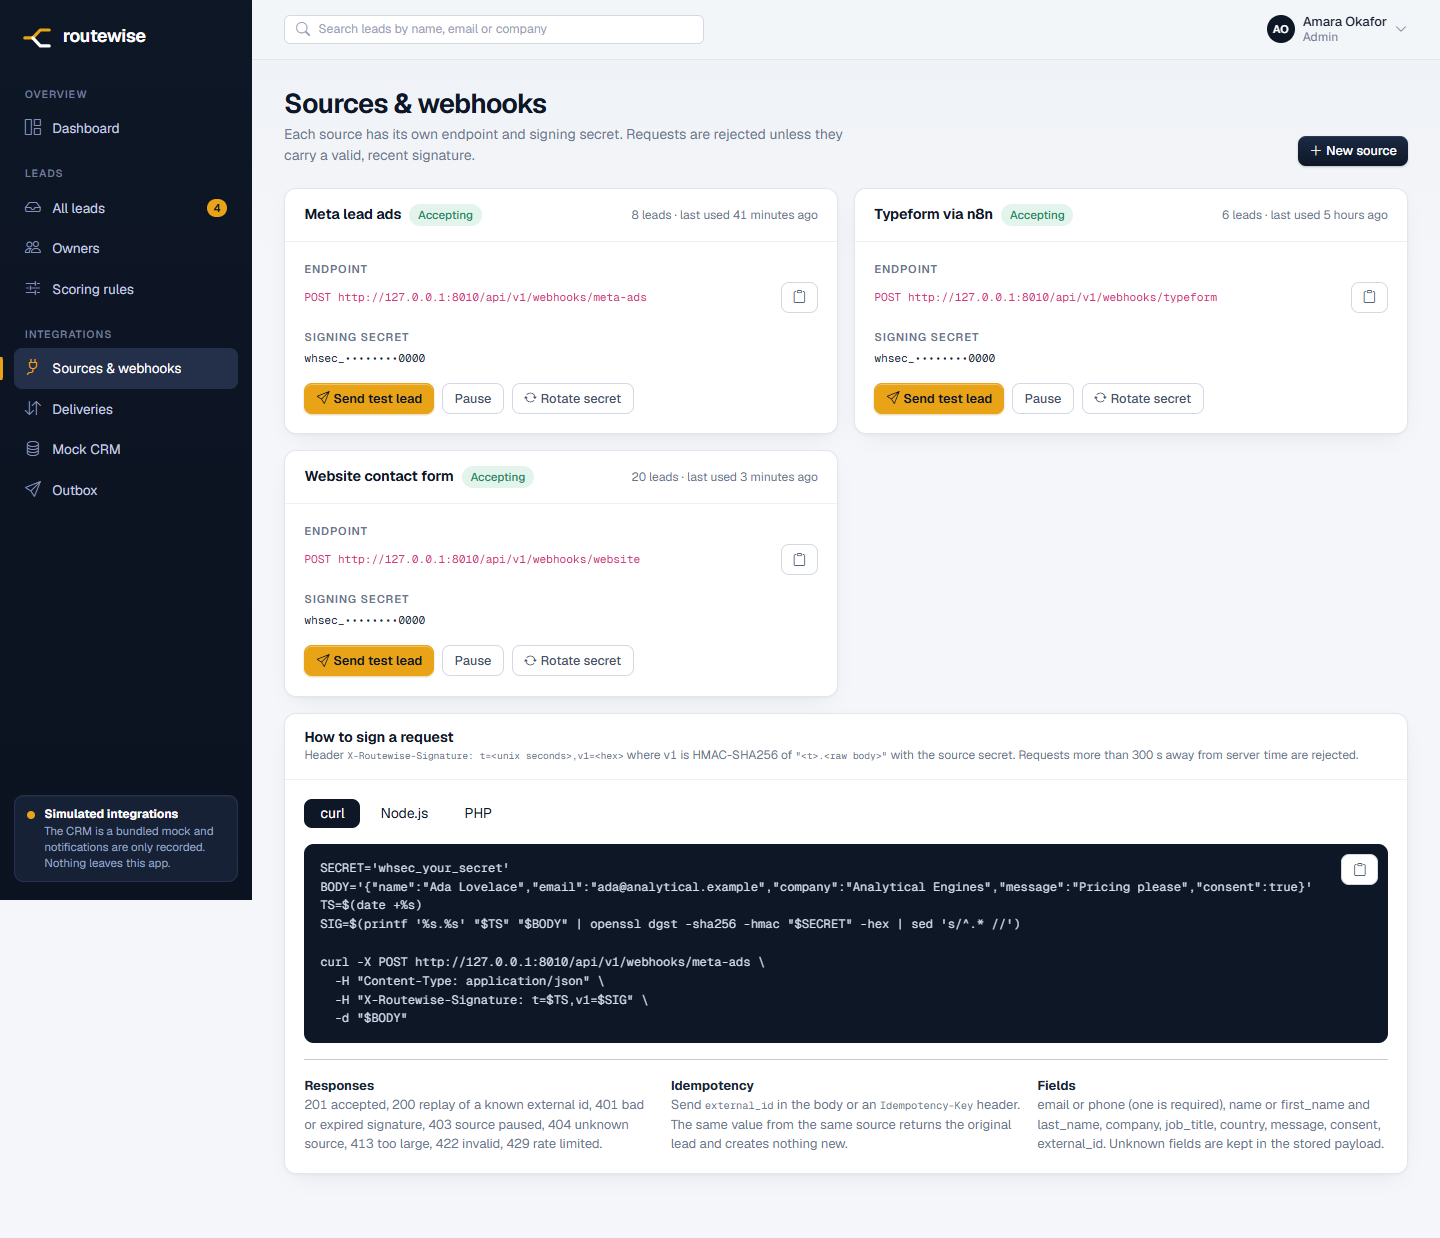 routewise
Search leads by name, email or company
AO
Amara Okafor
Admin
OVERVIEW
Dashboard
LEADS
All leads
4
Owners
Scoring rules
INTEGRATIONS
Sources & webhooks
Deliveries
Mock CRM
Outbox
Simulated integrations
The CRM is a bundled mock and
notifications are only recorded.
Nothing leaves this app.
Sources & webhooks
Each source has its own endpoint and signing secret. Requests are rejected unless they
carry a valid, recent signature.
New source
Meta lead ads
Accepting
8 leads · last used 41 minutes ago
ENDPOINT
POST http://127.0.0.1:8010/api/v1/webhooks/meta-ads
SIGNING SECRET
whsec_••••••••0000
Send test lead
Pause
Rotate secret
Typeform via n8n
Accepting
6 leads · last used 5 hours ago
ENDPOINT
POST http://127.0.0.1:8010/api/v1/webhooks/typeform
SIGNING SECRET
whsec_••••••••0000
Send test lead
Pause
Rotate secret
Website contact form
Accepting
20 leads · last used 3 minutes ago
ENDPOINT
POST http://127.0.0.1:8010/api/v1/webhooks/website
SIGNING SECRET
whsec_••••••••0000
Send test lead
Pause
Rotate secret
How to sign a request
Header X-Routewise-Signature: t=<unix seconds>,v1=<hex> where v1 is HMAC-SHA256 of "<t>.<raw body>" with the source secret. Requests more than 300 s away from server time are rejected.
curl
Node.js
PHP
SECRET='whsec_your_secret'
BODY='{"name":"Ada Lovelace","email":"ada@analytical.example","company":"Analytical Engines","message":"Pricing please","consent":true}'
TS=$(date +%s)
SIG=$(printf '%s.%s' "$TS" "$BODY" | openssl dgst -sha256 -hmac "$SECRET" -hex | sed 's/^.* //')
curl -X POST http://127.0.0.1:8010/api/v1/webhooks/meta-ads \
-H "Content-Type: application/json" \
-H "X-Routewise-Signature: t=$TS,v1=$SIG" \
-d "$BODY"
Responses
201 accepted, 200 replay of a known external id, 401 bad
or expired signature, 403 source paused, 404 unknown
source, 413 too large, 422 invalid, 429 rate limited.
Idempotency
Send external_id in the body or an Idempotency-Key header.
The same value from the same source returns the original
lead and creates nothing new.
Fields
email or phone (one is required), name or first_name and
last_name, company, job_title, country, message, consent,
external_id. Unknown fields are kept in the stored payload.